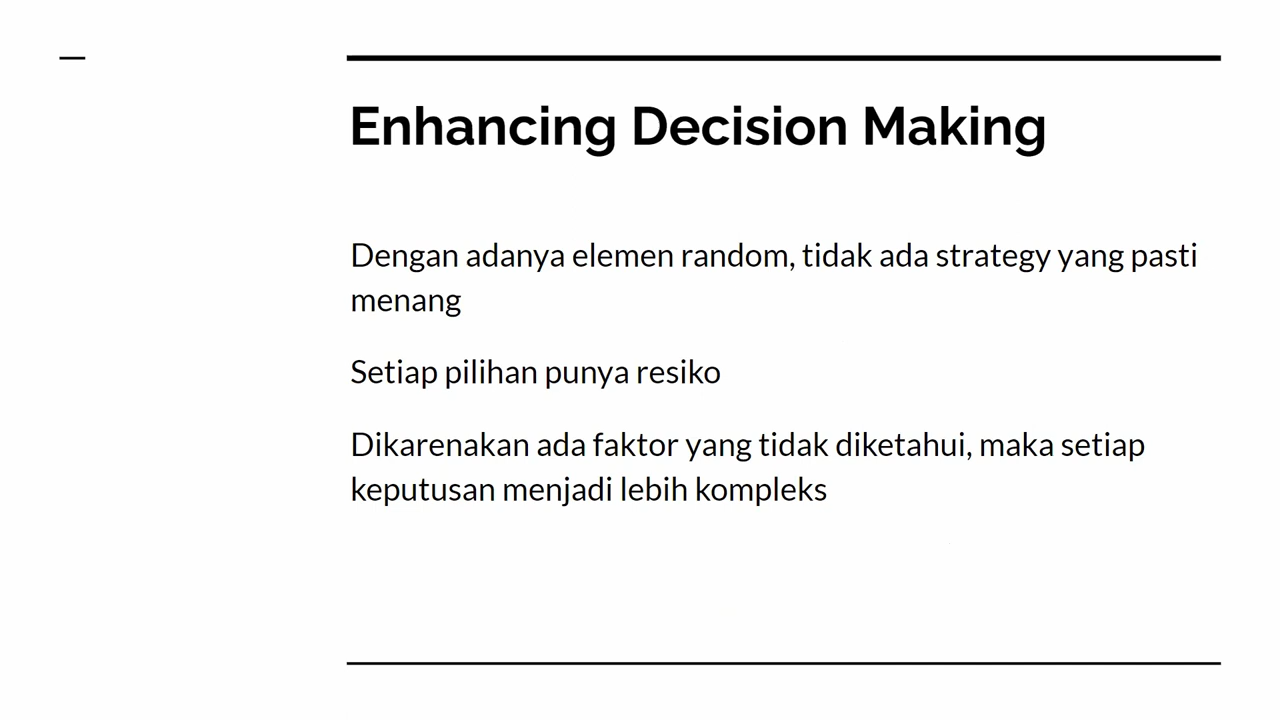 Enhancing Decision Making
Dengan adanya elemen random, tidak ada strategy yang pasti
menang
Setiap pilihan punya resiko
Dikarenakan ada faktor yang tidak diketahui, maka setiap
keputusan menjadi lebih kompleks